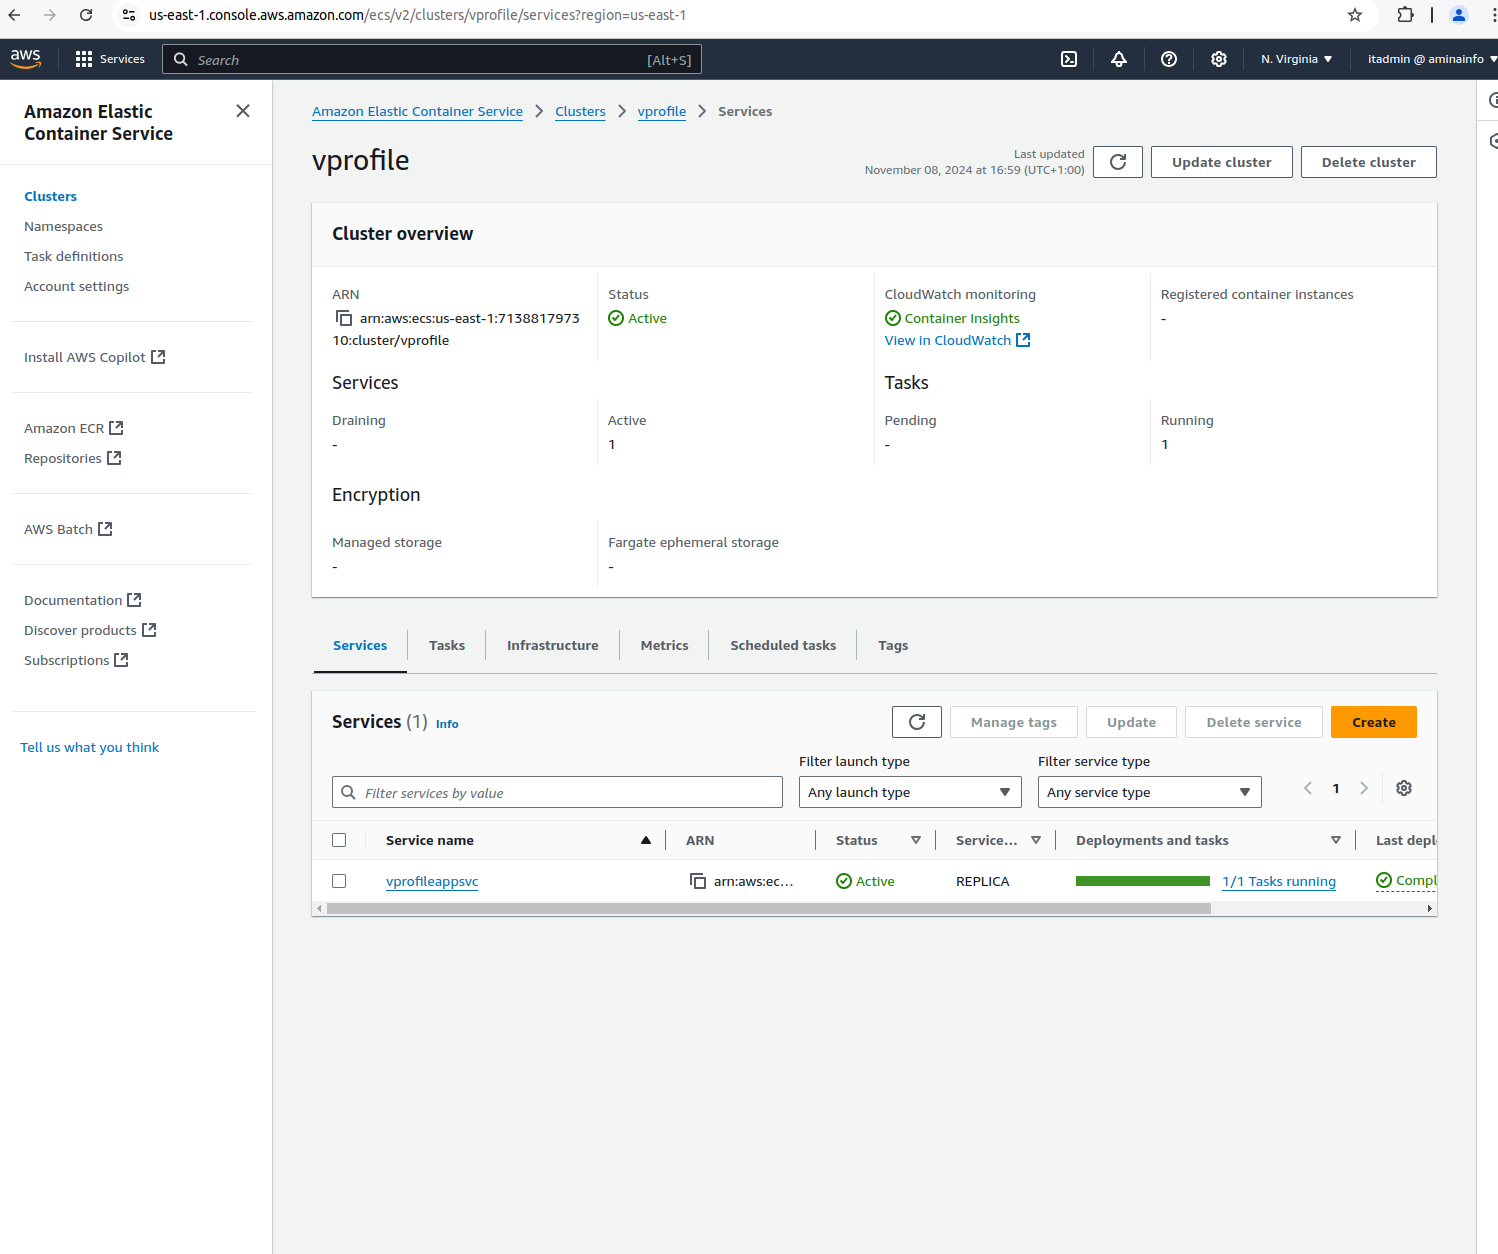 us-east-1.console.aws.amazon.com/ecs/v2/clusters/vprofile/services?region=us-east-1
aws
Services
Search
[Alt+S]
N. Virginia
itadmin @ aminainfo
Amazon Elastic
Container Service
Clusters
Namespaces
Task definitions
Account settings
Install AWS Copilot
Amazon ECR
Repositories
AWS Batch
Documentation
Discover products
Subscriptions
Tell us what you think
Amazon Elastic Container Service > Clusters > vprofile > Services
vprofile
Last updated
November 08, 2024 at 16:59 (UTC+1:00)
Update cluster
Delete cluster
Cluster overview
ARN
arn:aws:ecs:us-east-1:7138817973
10:cluster/vprofile
Status
Active
CloudWatch monitoring
Container Insights
View in CloudWatch
Registered container instances
-
Services
Draining
-
Active
1
Tasks
Pending
-
Running
1
Encryption
Managed storage
-
Fargate ephemeral storage
-
Services
Tasks
Infrastructure
Metrics
Scheduled tasks
Tags
Services (1) Info
Manage tags
Update
Delete service
Create
Filter services by value
Filter launch type
Any launch type
Filter service type
Any service type
1
Service name
ARN
Status
Service...
Deployments and tasks
Last depl
vprofileappsvc
arn:aws:ec...
Active
REPLICA
1/1 Tasks running
Compl